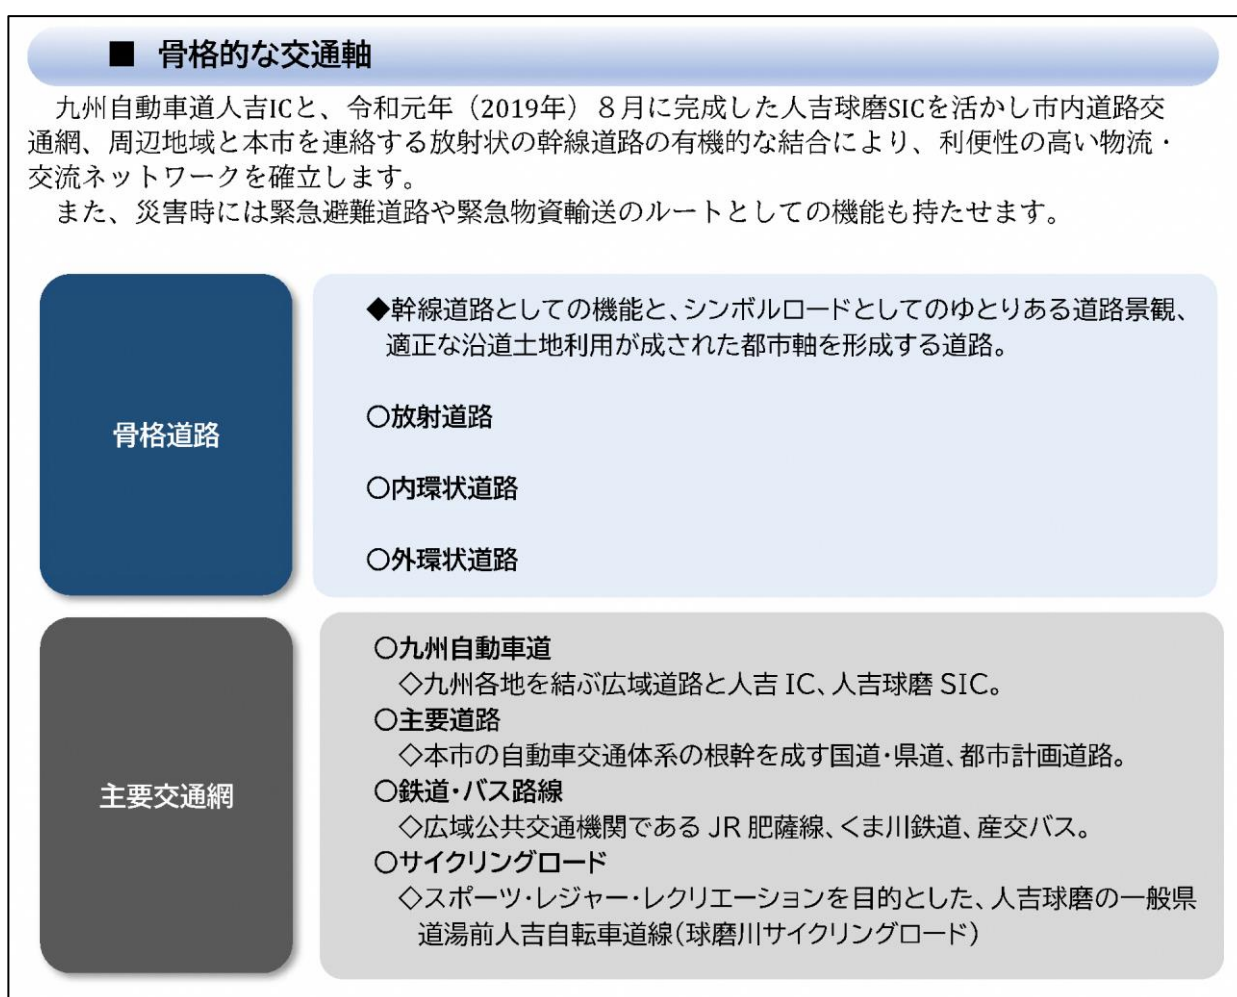 ■ 骨格的な交通軸
九州自動車道人吉ICと、令和元年（2019年）８月に完成した人吉球磨SICを活かし市内道路交
通網、周辺地域と本市を連絡する放射状の幹線道路の有機的な結合により、利便性の高い物流・
交流ネットワークを確立します。
また、災害時には緊急避難道路や緊急物資輸送のルートとしての機能も持たせます。
骨格道路
◆幹線道路としての機能と、シンボルロードとしてのゆとりある道路景観、
適正な沿道土地利用が成された都市軸を形成する道路。
○放射道路
○内環状道路
○外環状道路
主要交通網
○九州自動車道
◇九州各地を結ぶ広域道路と人吉 IC、人吉球磨 SIC。
○主要道路
◇本市の自動車交通体系の根幹を成す国道・県道、都市計画道路。
○鉄道・バス路線
◇広域公共交通機関である JR 肥薩線、くま川鉄道、産交バス。
○サイクリングロード
◇スポーツ・レジャー・レクリエーションを目的とした、人吉球磨の一般県
道湯前人吉自転車道線（球磨川サイクリングロード）